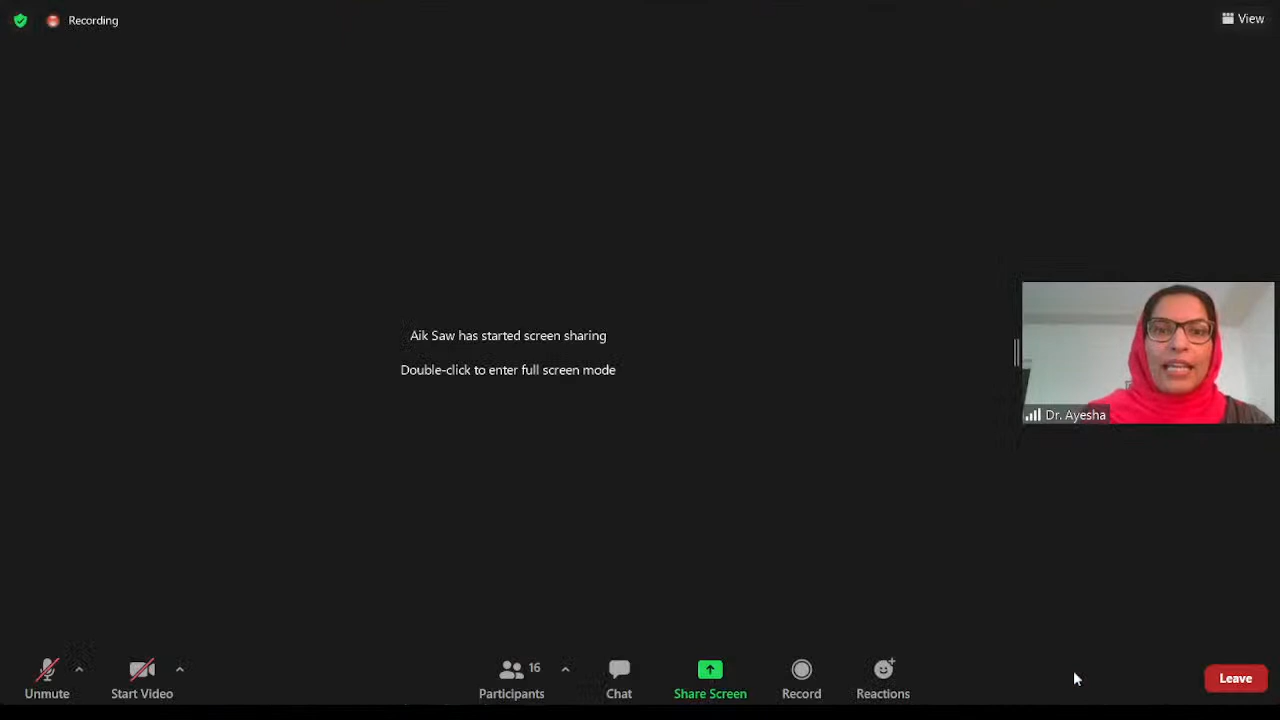 Recording
View
Aik Saw has started screen sharing
Double-click to enter full screen mode
Dr. Ayesha
16
Unmute
Start Video
Participants
Chat
Share Screen
Record
Reactions
Leave